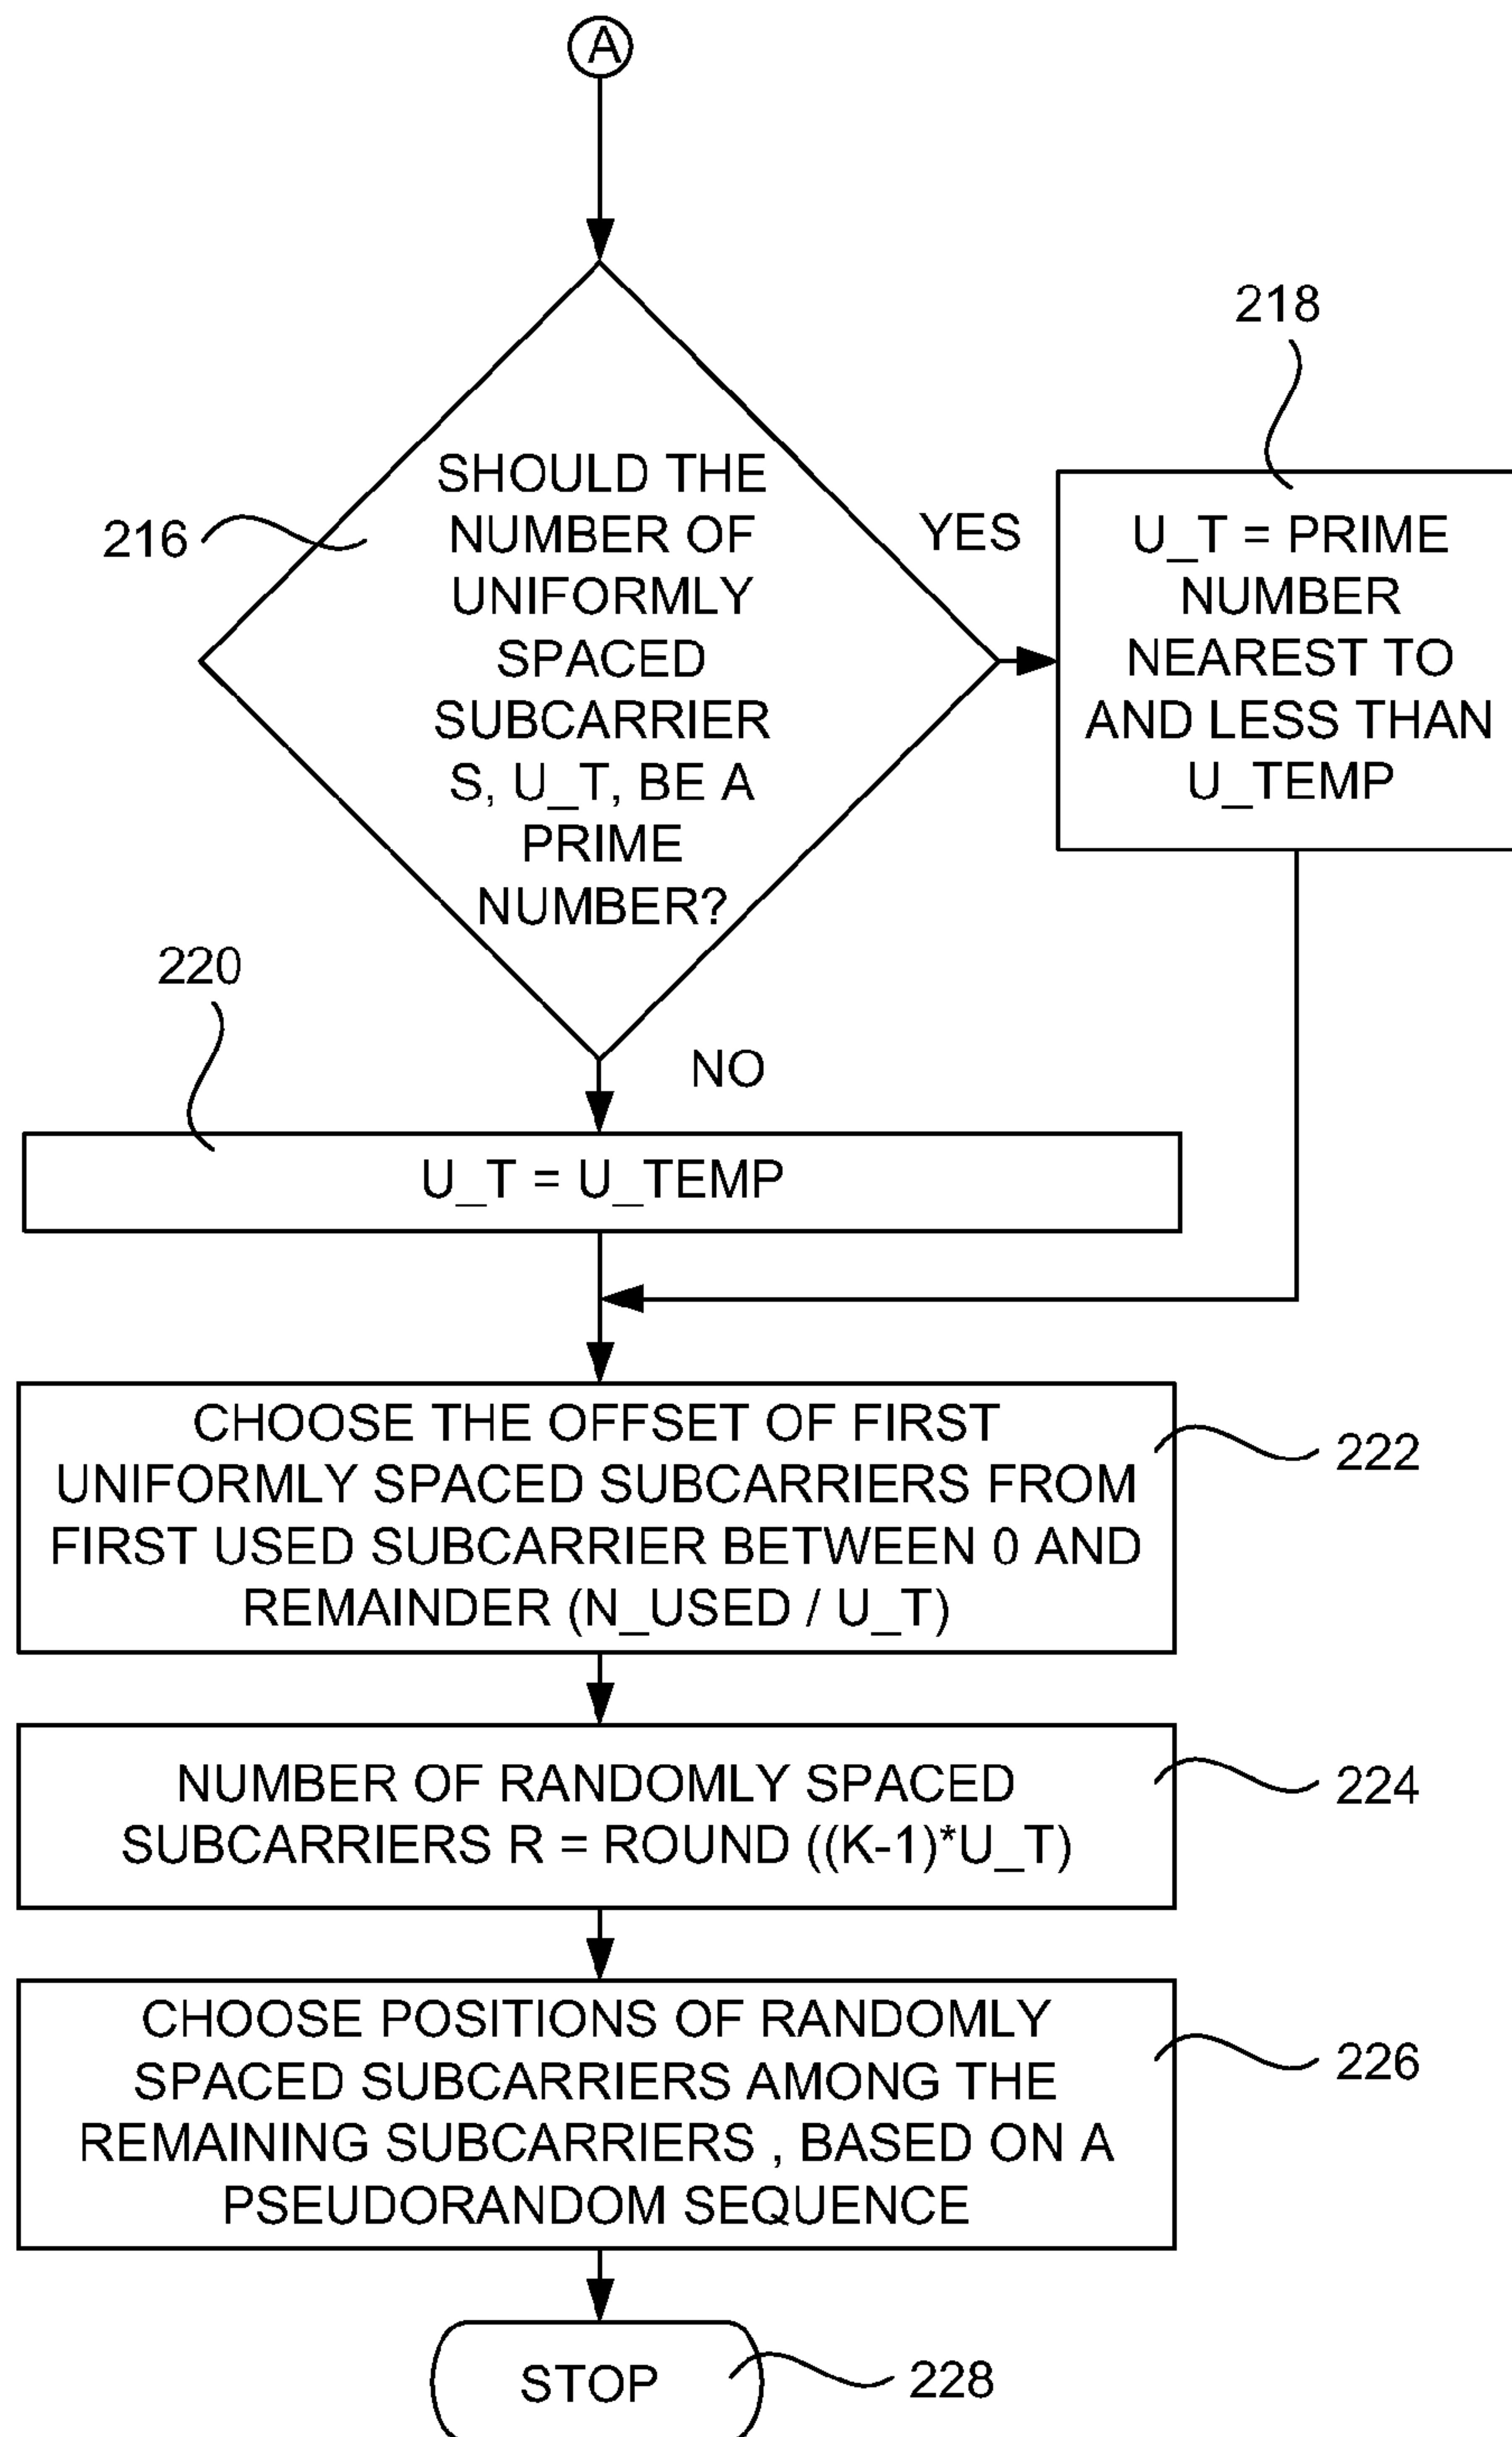 A
218
SHOULD THE
NUMBER OF
UNIFORMLY
SPACED
SUBCARRIER
S, U_T, BE A
PRIME
NUMBER?
216
YES
U_T = PRIME
NUMBER
NEAREST TO
AND LESS THAN
U_TEMP
220
NO
U_T = U_TEMP
CHOOSE THE OFFSET OF FIRST
UNIFORMLY SPACED SUBCARRIERS FROM
FIRST USED SUBCARRIER BETWEEN 0 AND
REMAINDER (N_USED / U_T)
222
NUMBER OF RANDOMLY SPACED
SUBCARRIERS R = ROUND ((K-1)*U_T)
224
CHOOSE POSITIONS OF RANDOMLY
SPACED SUBCARRIERS AMONG THE
REMAINING SUBCARRIERS , BASED ON A
PSEUDORANDOM SEQUENCE
226
STOP
228